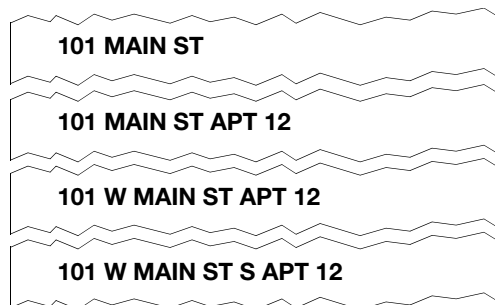 101 MAIN ST
101 MAIN ST APT 12
101 W MAIN ST APT 12
101 W MAIN ST S APT 12